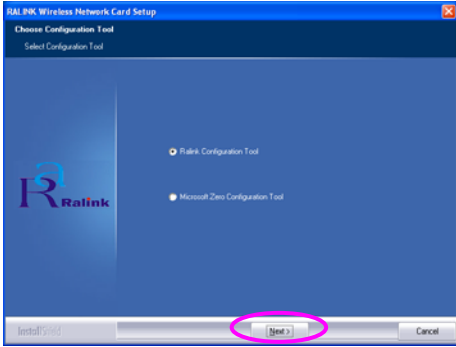 RALINK Wireless Network Card Setup
Choose Configuration Tool
Select Configuration Tool
Ralink Configuration Tool
Microsoft Zero Configuration Tool
Ralink
InstallShield
Next >
Cancel